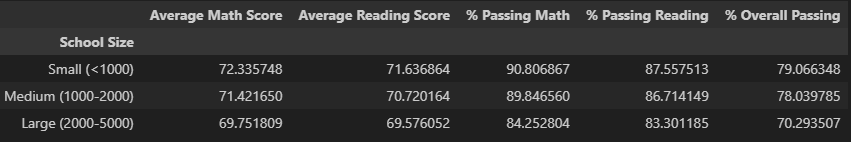 Average Math Score Average Reading Score % Passing Math % Passing Reading % Overall Passing
School Size
Small (<1000) 72.335748 71.636864 90.806867 87.557513 79.066348
Medium (1000-2000) 71.421650 70.720164 89.846560 86.714149 78.039785
Large (2000-5000) 69.751809 69.576052 84.252804 83.301185 70.293507